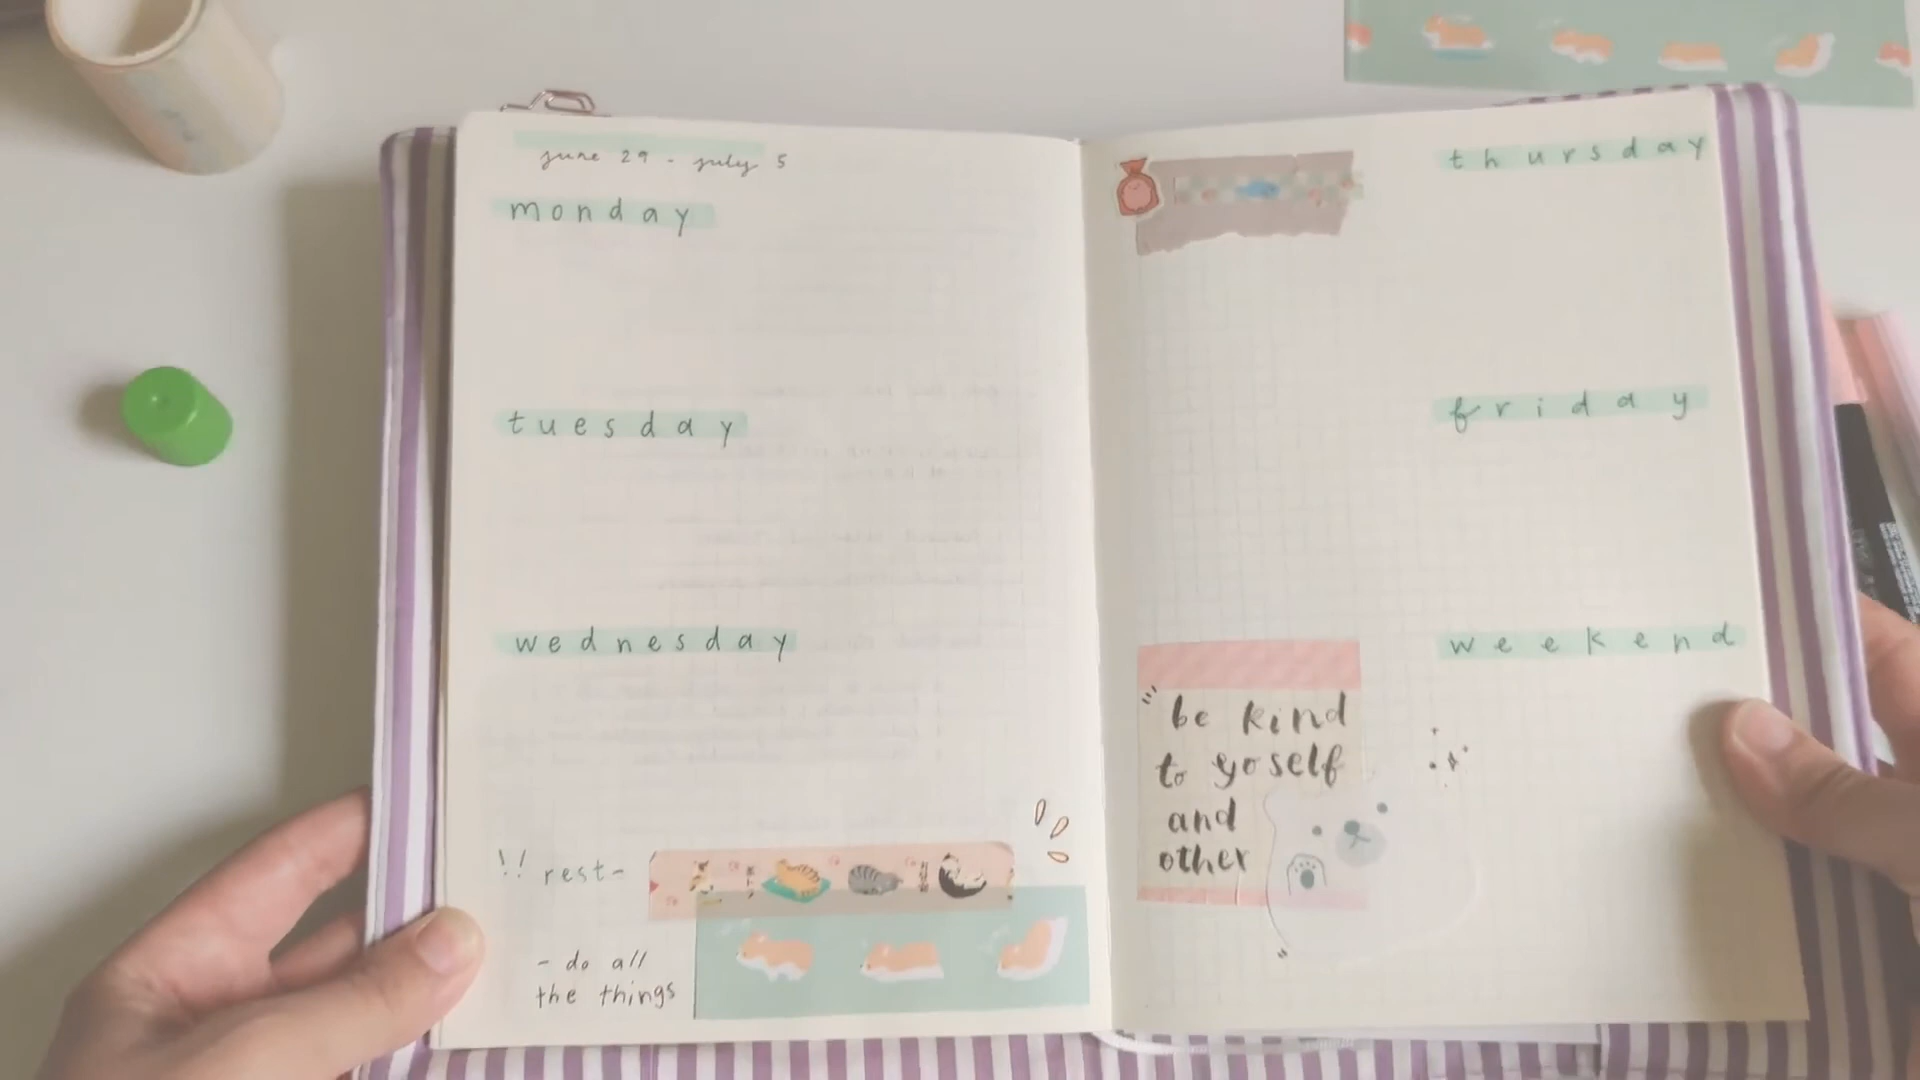 june 29 - july 5
monday
tuesday
wednesday
!! rest-
- do all
the things
thursday
friday
weekend
be kind
to yoself
and
other